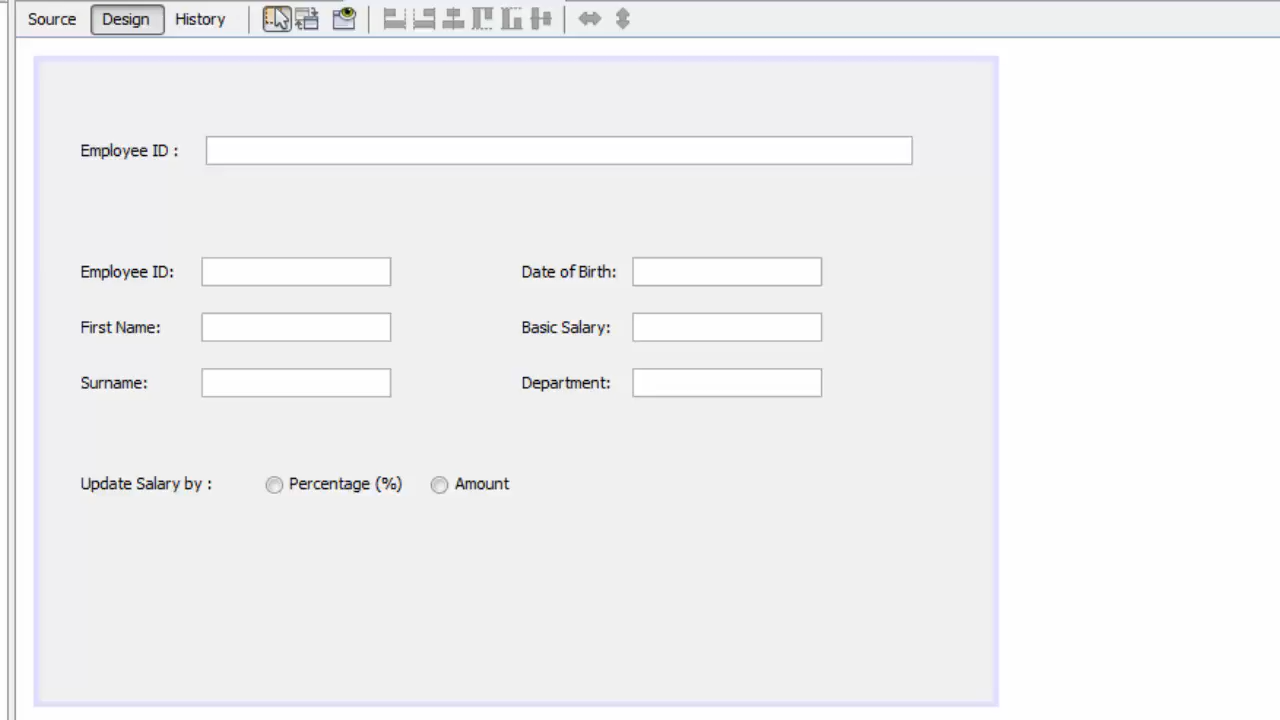 Source Design History
Employee ID :
Employee ID: Date of Birth:
First Name: Basic Salary:
Surname: Department:
Update Salary by : Percentage (%) Amount